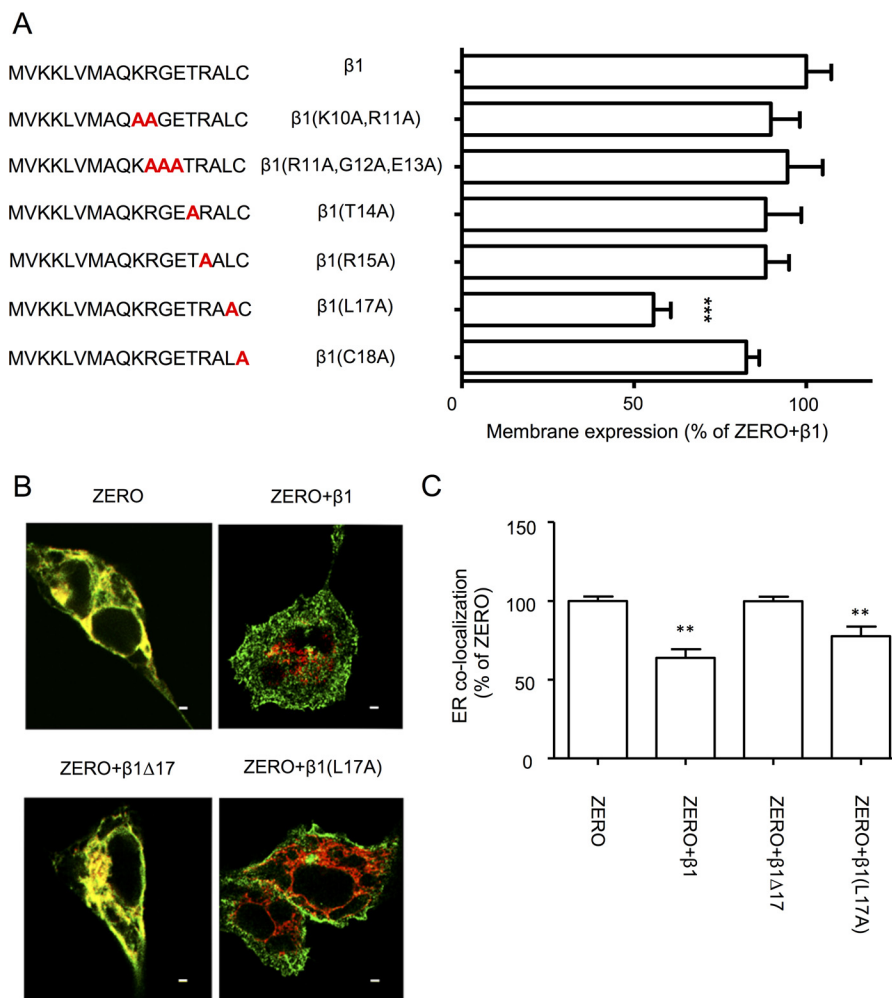 A
MVKKLVMAQKRGETRALC β1
MVKKLVMAQAAGETRALC β1(K10A,R11A)
MVKKLVMAQKAAATRALC β1(R11A,G12A,E13A)
MVKKLVMAQKRGEARALC β1(T14A)
MVKKLVMAQKRGETAALC β1(R15A)
MVKKLVMAQKRGETRAAC β1(L17A) ***
MVKKLVMAQKRGETRALA β1(C18A)
0 50 100
Membrane expression (% of ZERO+β1)
B
ZERO ZERO+β1
ZERO+β1Δ17 ZERO+β1(L17A)
C
ER co-localization
(% of ZERO)
150
100
50
0
** **
ZERO
ZERO+β1
ZERO+β1Δ17
ZERO+β1(L17A)